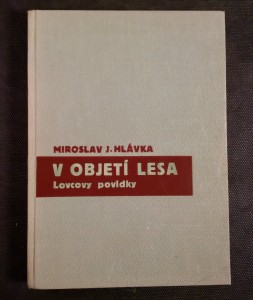 MIROSLAV J. HLÁVKA
V OBJETÍ LESA
Lovcovy povídky